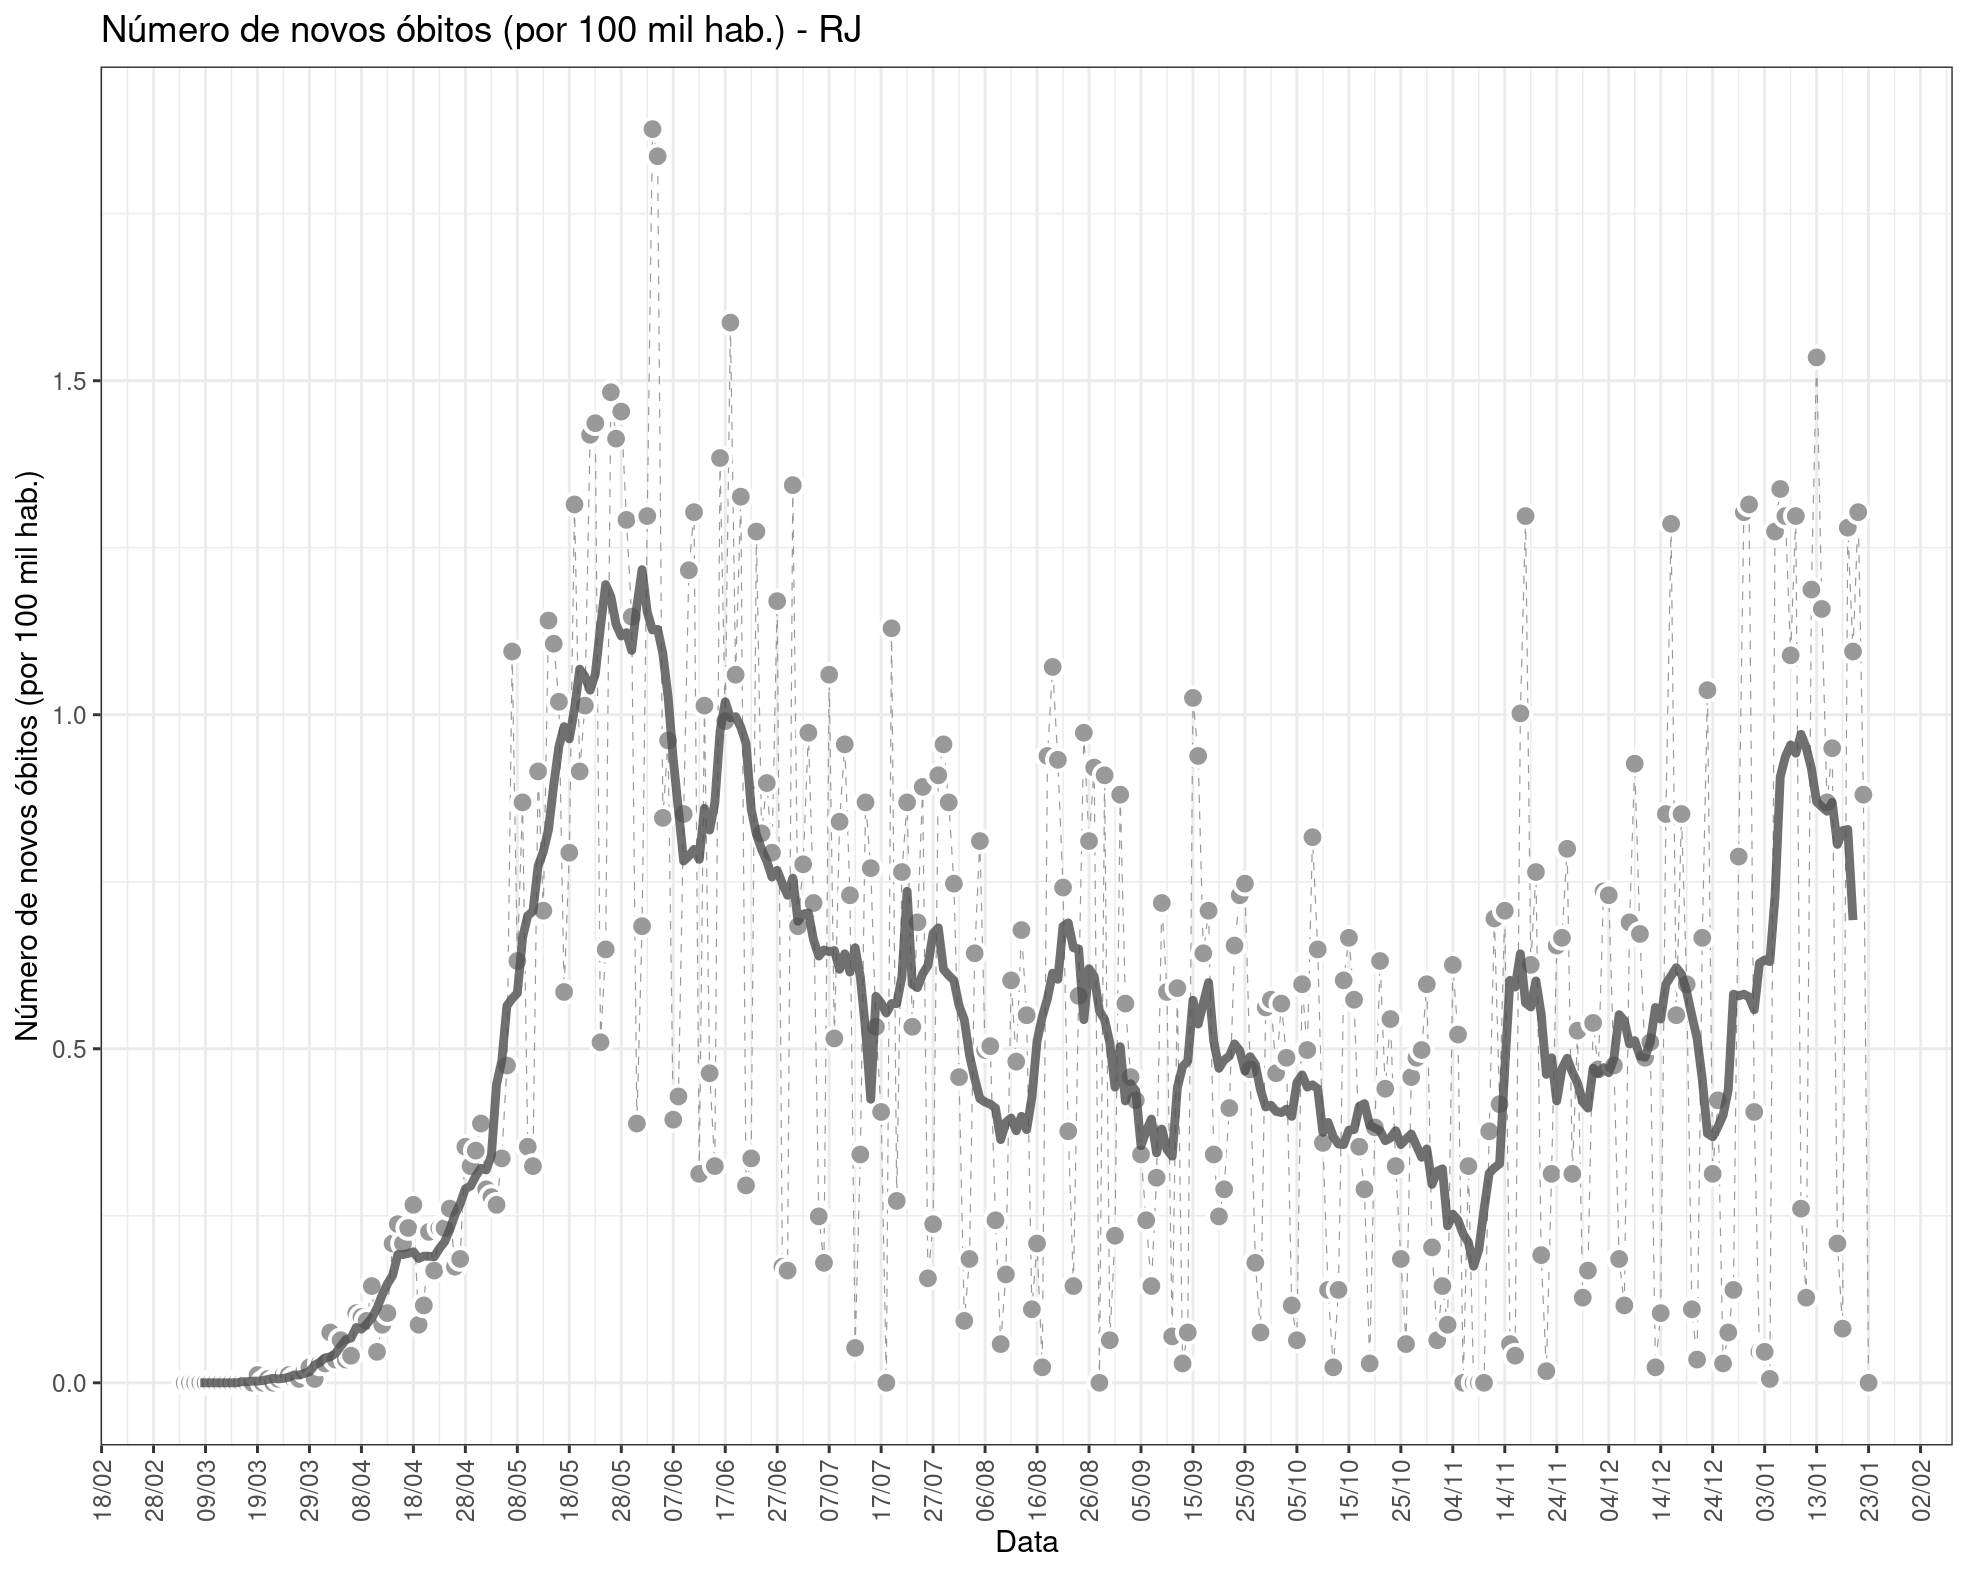 Número de novos óbitos (por 100 mil hab.) - RJ
Número de novos óbitos (por 100 mil hab.)
1.5
1.0
0.5
0.0
18/02 28/02 09/03 19/03 29/03 08/04 18/04 28/04 08/05 18/05 28/05 07/06 17/06 27/06 07/07 17/07 27/07 06/08 16/08 26/08 05/09 15/09 25/09 05/10 15/10 25/10 04/11 14/11 24/11 04/12 14/12 24/12 03/01 13/01 23/01 02/02
Data